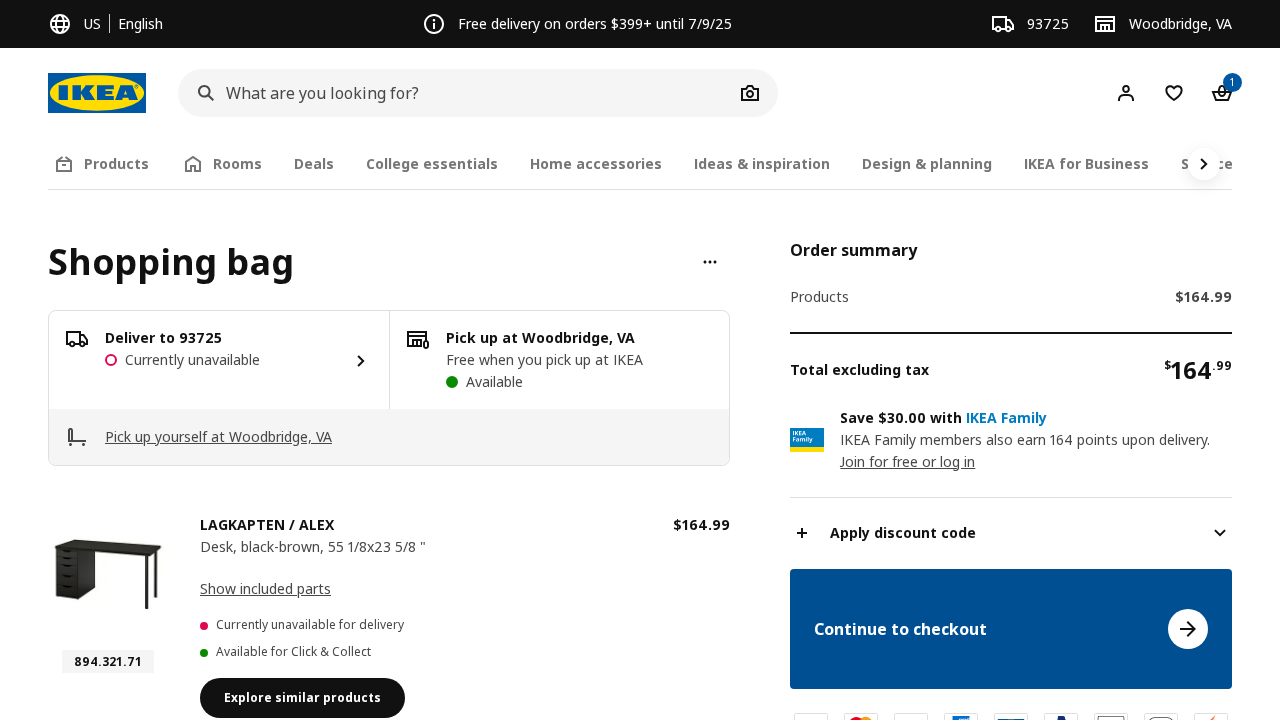 US English
Free delivery on orders $399+ until 7/9/25
93725
Woodbridge, VA
IKEA
What are you looking for?
1
Products
Rooms
Deals
College essentials
Home accessories
Ideas & inspiration
Design & planning
IKEA for Business
Shopping bag
Deliver to 93725
Currently unavailable
Pick up at Woodbridge, VA
Free when you pick up at IKEA
Available
Pick up yourself at Woodbridge, VA
LAGKAPTEN / ALEX
$164.99
Desk, black-brown, 55 1/8x23 5/8 "
Show included parts
Currently unavailable for delivery
Available for Click & Collect
894.321.71
Explore similar products
Order summary
Products $164.99
Total excluding tax $164.99
IKEA
Family
Save $30.00 with IKEA Family
IKEA Family members also earn 164 points upon delivery.
Join for free or log in
Apply discount code
Continue to checkout